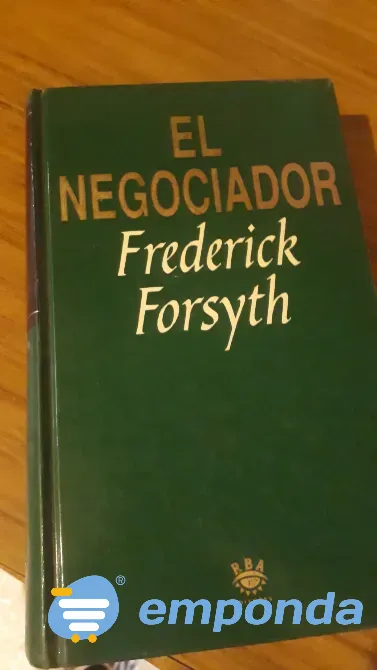 EL
NEGOCIADOR
Frederick
Forsyth
RBA
emponda
®